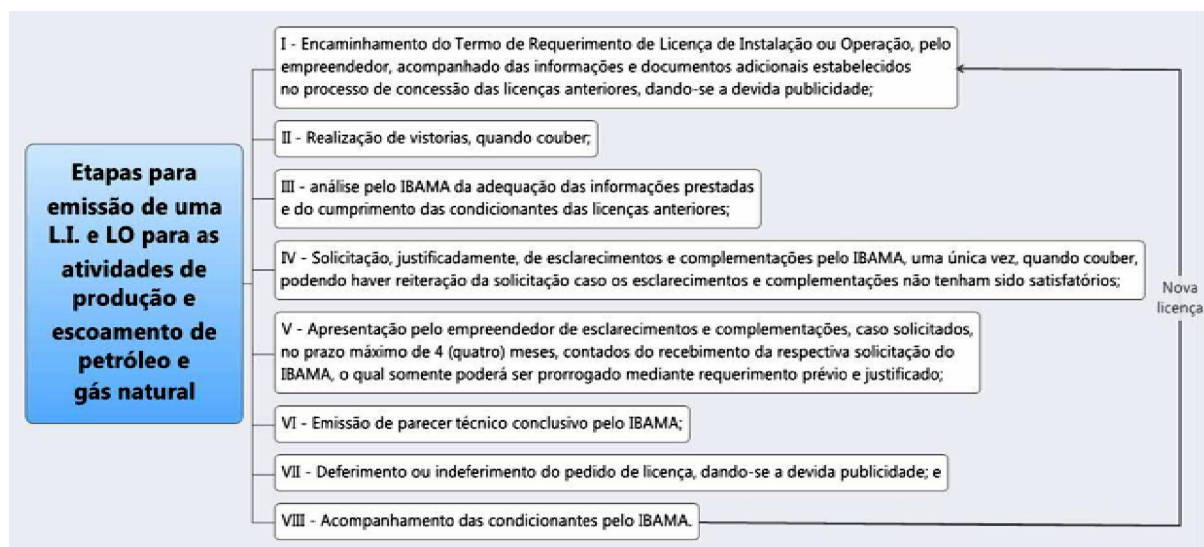 Etapas para
emissão de uma
L.I. e LO para as
atividades de
produção e
escoamento de
petróleo e
gás natural
I - Encaminhamento do Termo de Requerimento de Licença de Instalação ou Operação, pelo
empreendedor, acompanhado das informações e documentos adicionais estabelecidos
no processo de concessão das licenças anteriores, dando-se a devida publicidade;
II - Realização de vistorias, quando couber;
III - análise pelo IBAMA da adequação das informações prestadas
e do cumprimento das condicionantes das licenças anteriores;
IV - Solicitação, justificadamente, de esclarecimentos e complementações pelo IBAMA, uma única vez, quando couber,
podendo haver reiteração da solicitação caso os esclarecimentos e complementações não tenham sido satisfatórios;
V - Apresentação pelo empreendedor de esclarecimentos e complementações, caso solicitados,
no prazo máximo de 4 (quatro) meses, contados do recebimento da respectiva solicitação do
IBAMA, o qual somente poderá ser prorrogado mediante requerimento prévio e justificado;
VI - Emissão de parecer técnico conclusivo pelo IBAMA;
VII - Deferimento ou indeferimento do pedido de licença, dando-se a devida publicidade; e
VIII - Acompanhamento das condicionantes pelo IBAMA.
Nova
licença